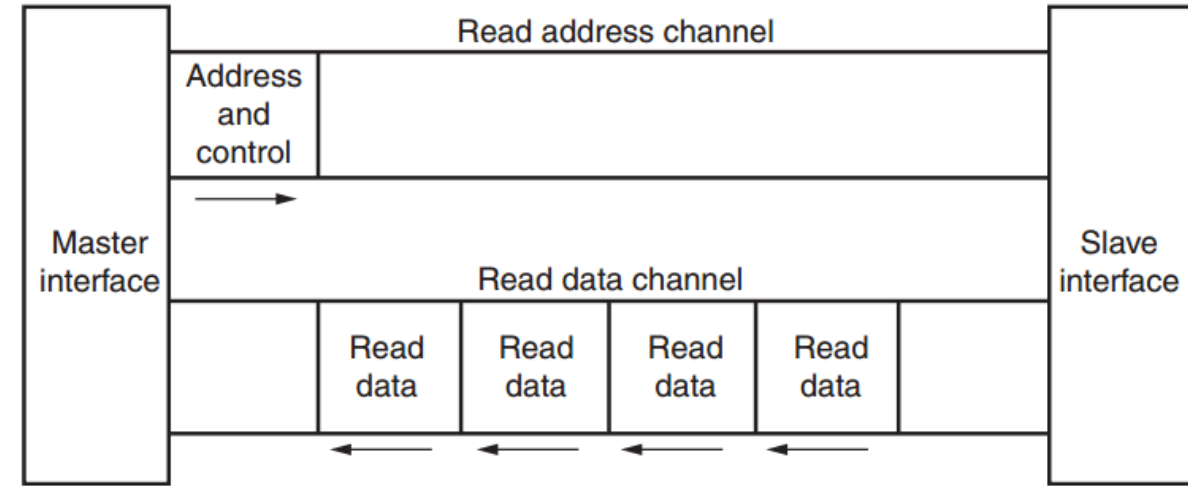 Read address channel
Address
and
control
Master
interface
Slave
interface
Read data channel
Read
data
Read
data
Read
data
Read
data